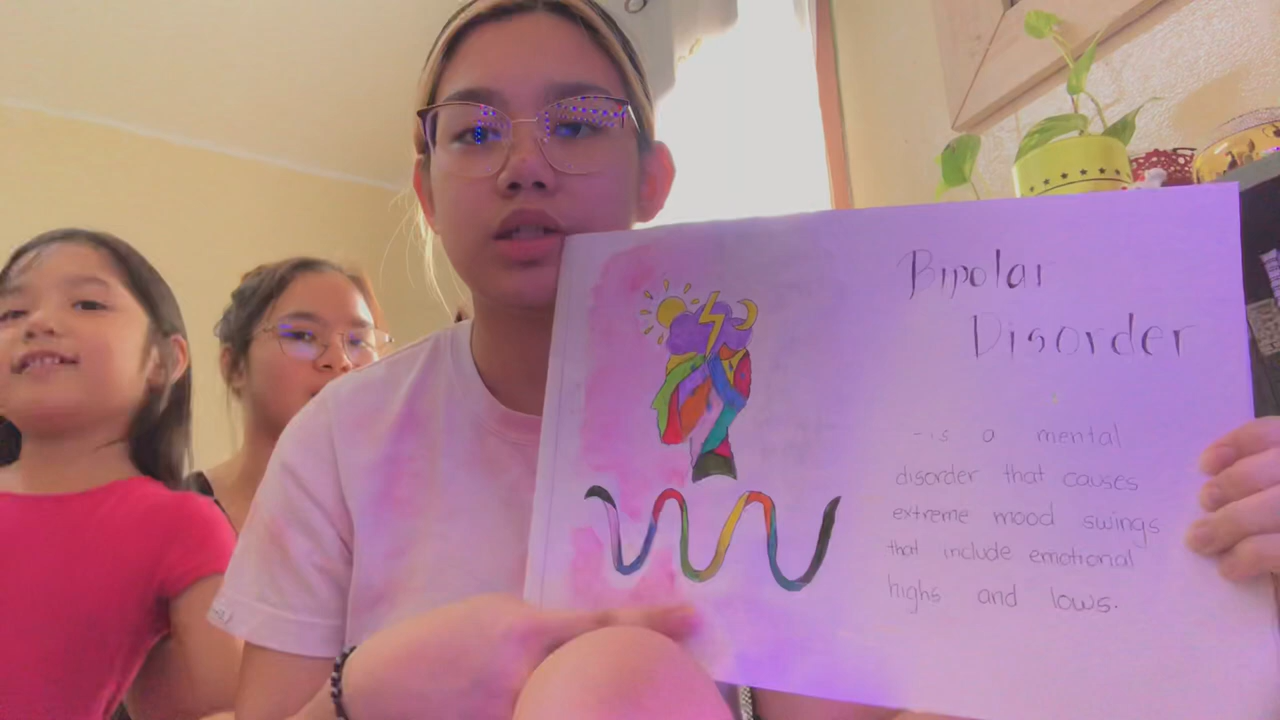 Bipolar
Disorder
-is a mental
disorder that causes
extreme mood swings
that include emotional
highs and lows.